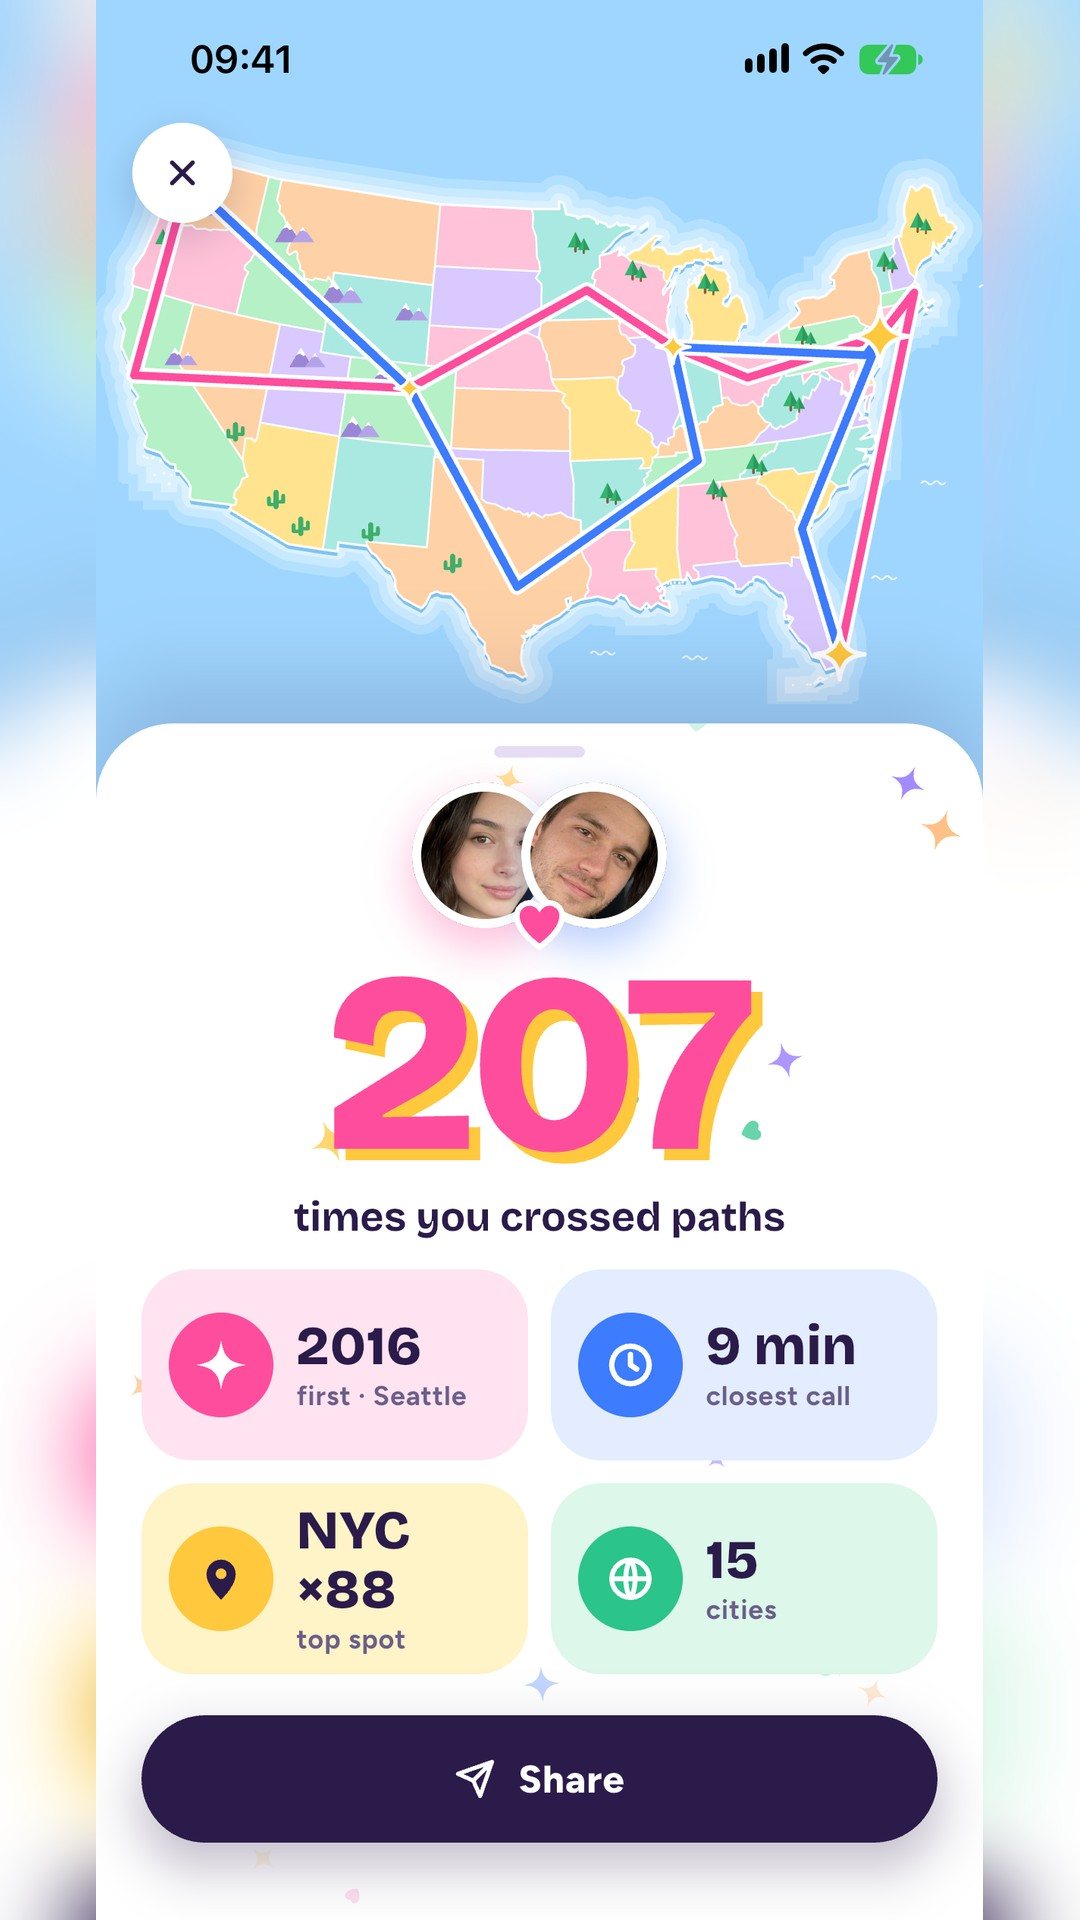 09:41
207
times you crossed paths
2016
first · Seattle
9 min
closest call
NYC
×88
top spot
15
cities
Share